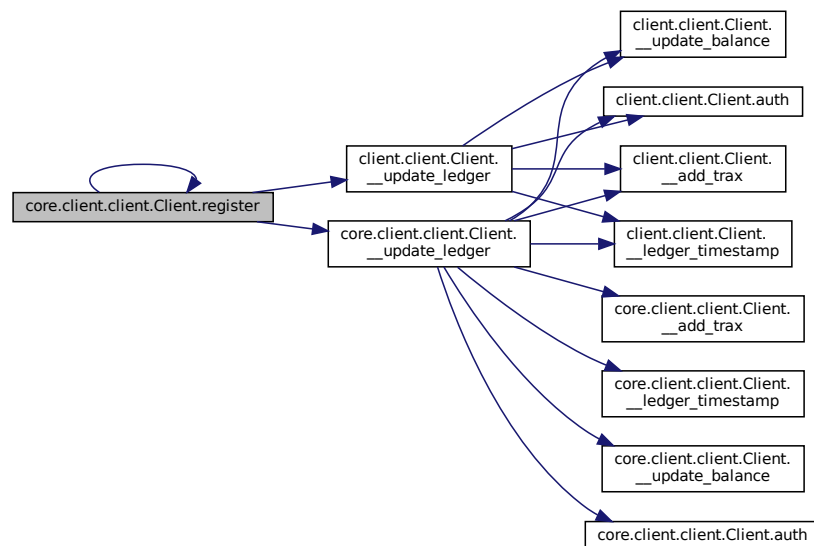 core.client.client.Client.register
client.client.Client.
__update_ledger
core.client.client.Client.
__update_ledger
client.client.Client.
__update_balance
client.client.Client.auth
client.client.Client.
__add_trax
client.client.Client.
__ledger_timestamp
core.client.client.Client.
__add_trax
core.client.client.Client.
__ledger_timestamp
core.client.client.Client.
__update_balance
core.client.client.Client.auth